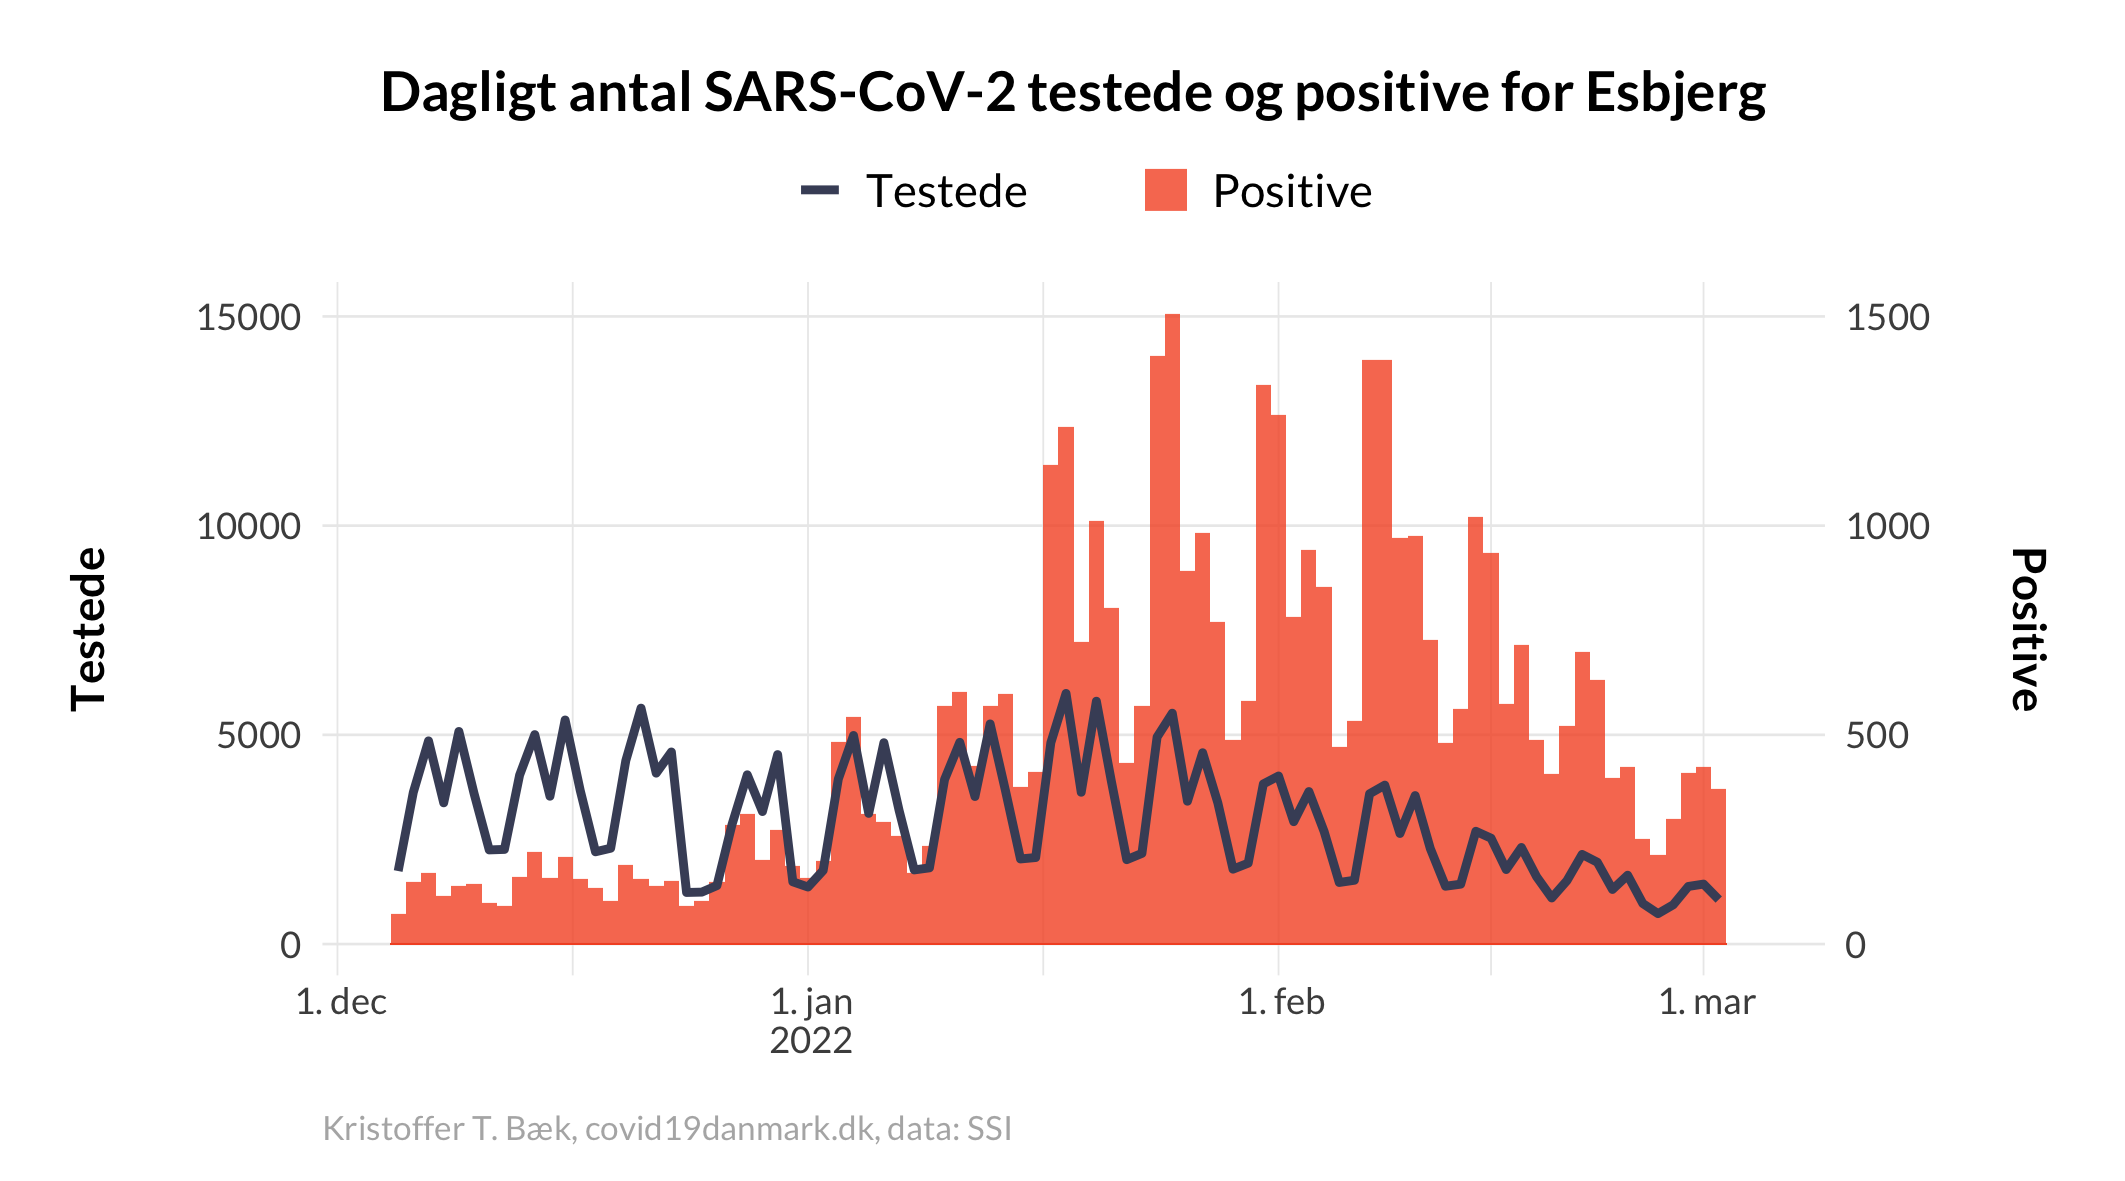 Dagligt antal SARS-CoV-2 testede og positive for Esbjerg
Testede
Positive
15000
10000
5000
0
Testede
1500
1000
500
0
Positive
1. dec
1. jan
2022
1. feb
1. mar
Kristoffer T. Bæk, covid19danmark.dk, data: SSI